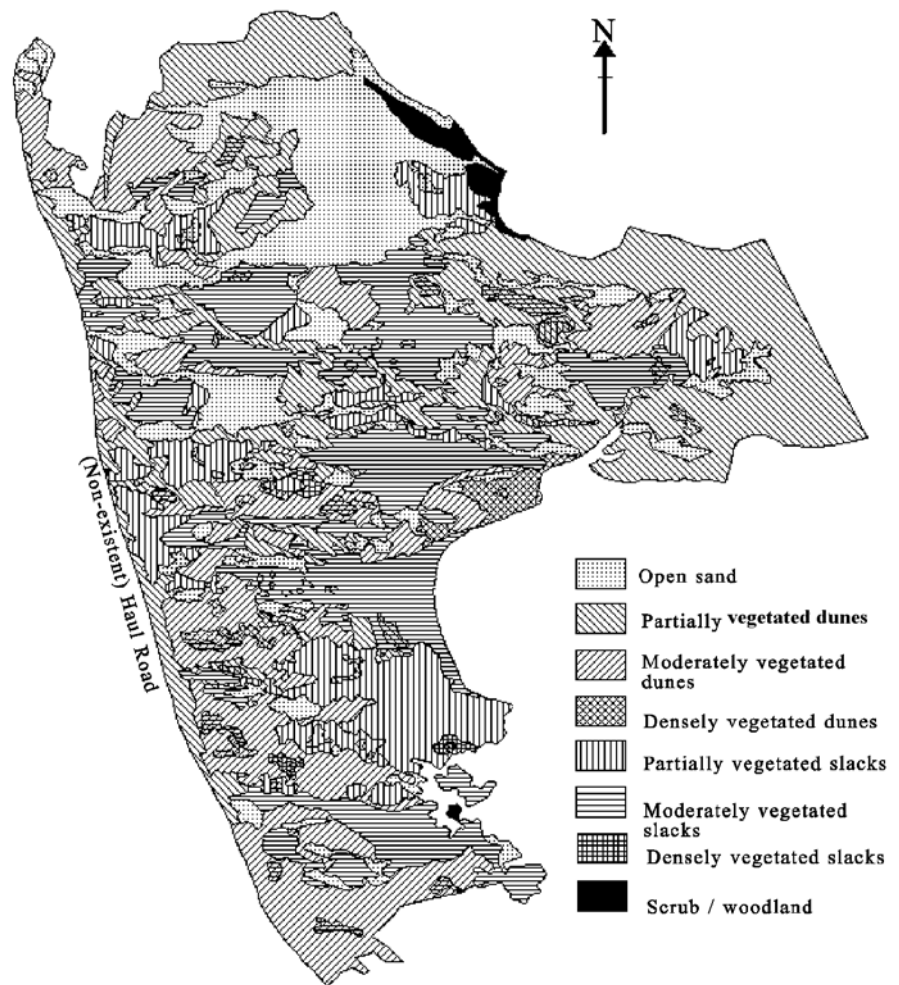 N
(Non-existent) Haul Road
Open sand
Partially vegetated dunes
Moderately vegetated
dunes
Densely vegetated dunes
Partially vegetated slacks
Moderately vegetated
slacks
Densely vegetated slacks
Scrub / woodland